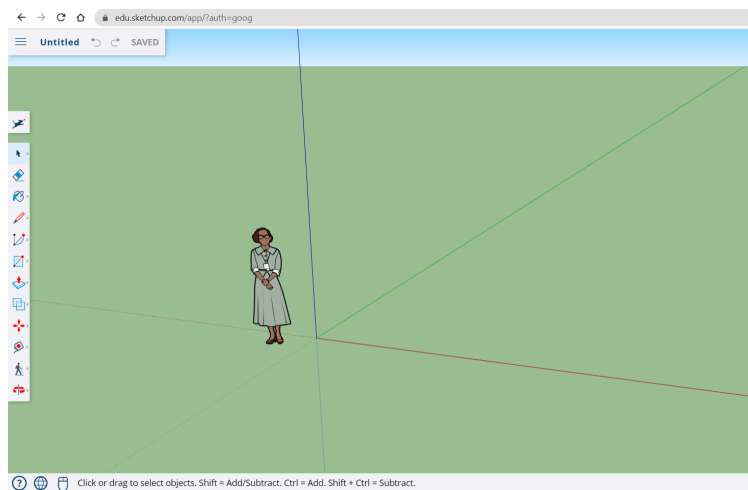 edu.sketchup.com/app/?auth=goog
Untitled SAVED
Click or drag to select objects. Shift = Add/Subtract. Ctrl = Add. Shift + Ctrl = Subtract.